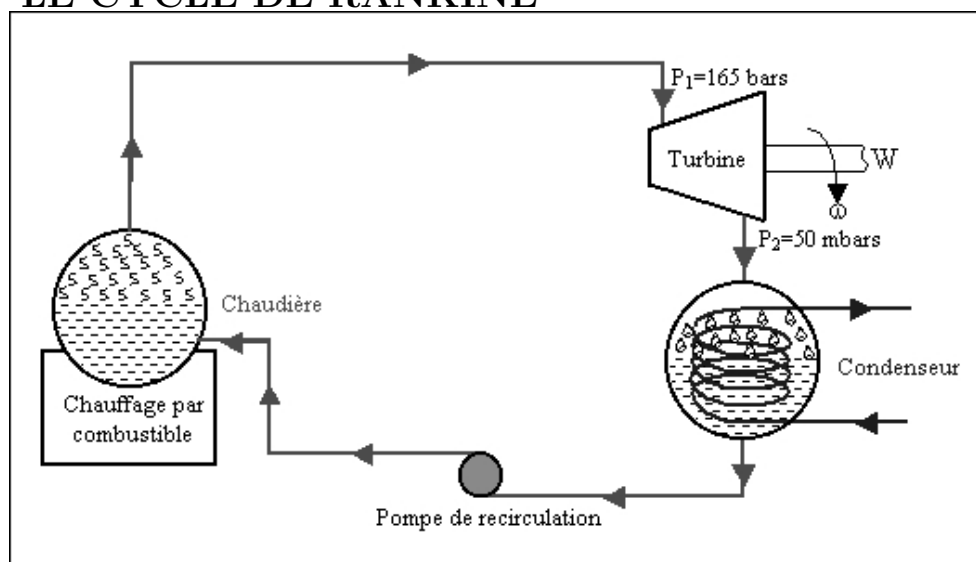 LE CYCLE DE RANKINE
P1=165 bars
Turbine
W
ω
P2=50 mbars
Chaudière
Condenseur
Chauffage par
combustible
Pompe de recirculation